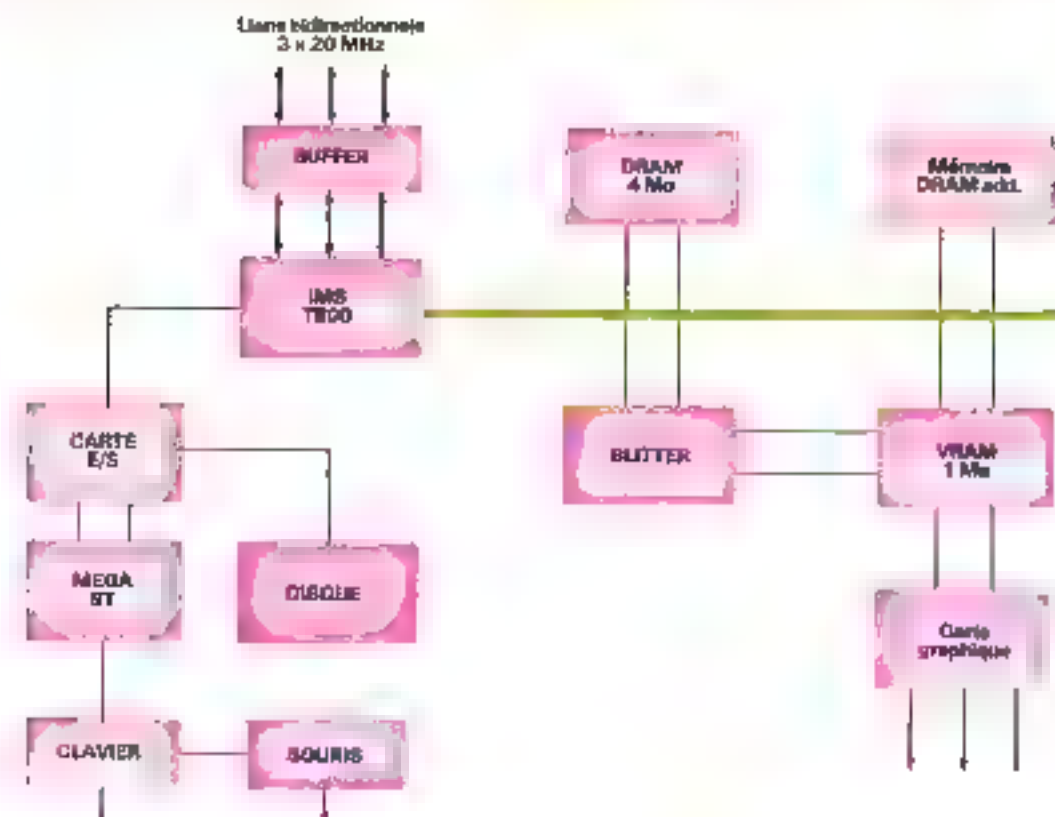 Liens bidirectionnels
3 x 20 MHz
BUFFER
DRAM
4 Mo
Mémoire
DRAM add.
IMS
T800
CARTE
E/S
BLITTER
VRAM
1 Mo
MEGA
ST
DISQUE
Carte
graphique
CLAVIER
SOURIS